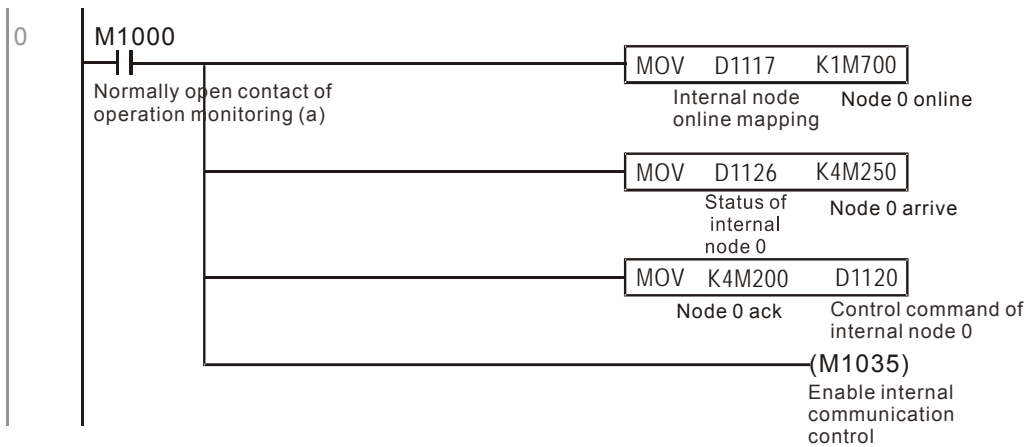 0
M1000
Normally open contact of
operation monitoring (a)
MOV D1117 K1M700
Internal node
online mapping
Node 0 online
MOV D1126 K4M250
Status of
internal
node 0
Node 0 arrive
MOV K4M200 D1120
Node 0 ack
Control command of
internal node 0
(M1035)
Enable internal
communication
control